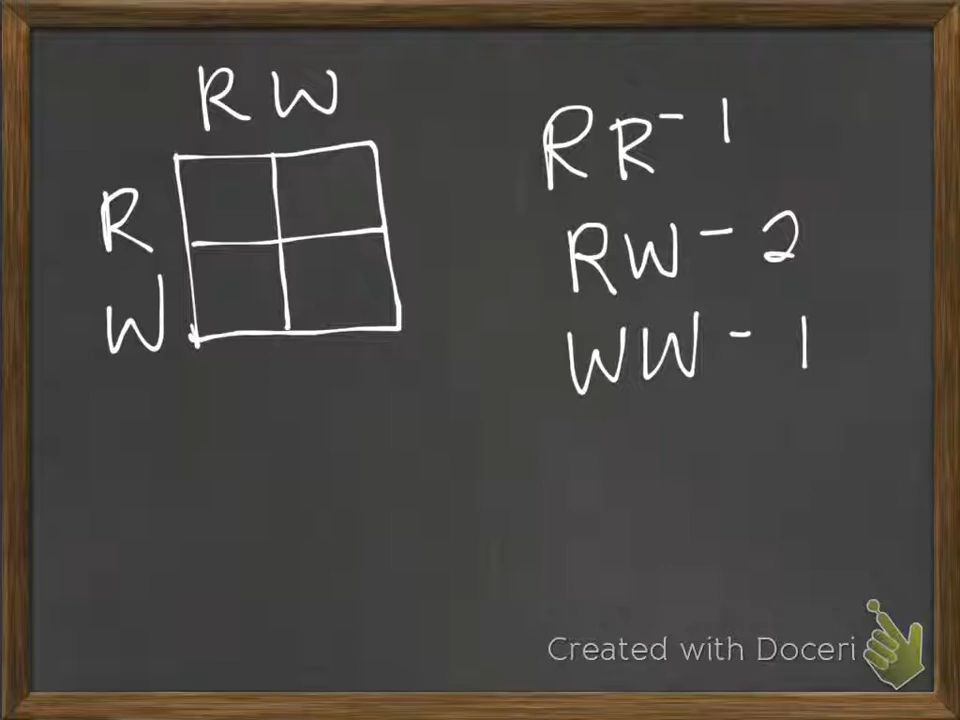 R W
R
W
RR - 1
RW - 2
WW - 1
Created with Doceri